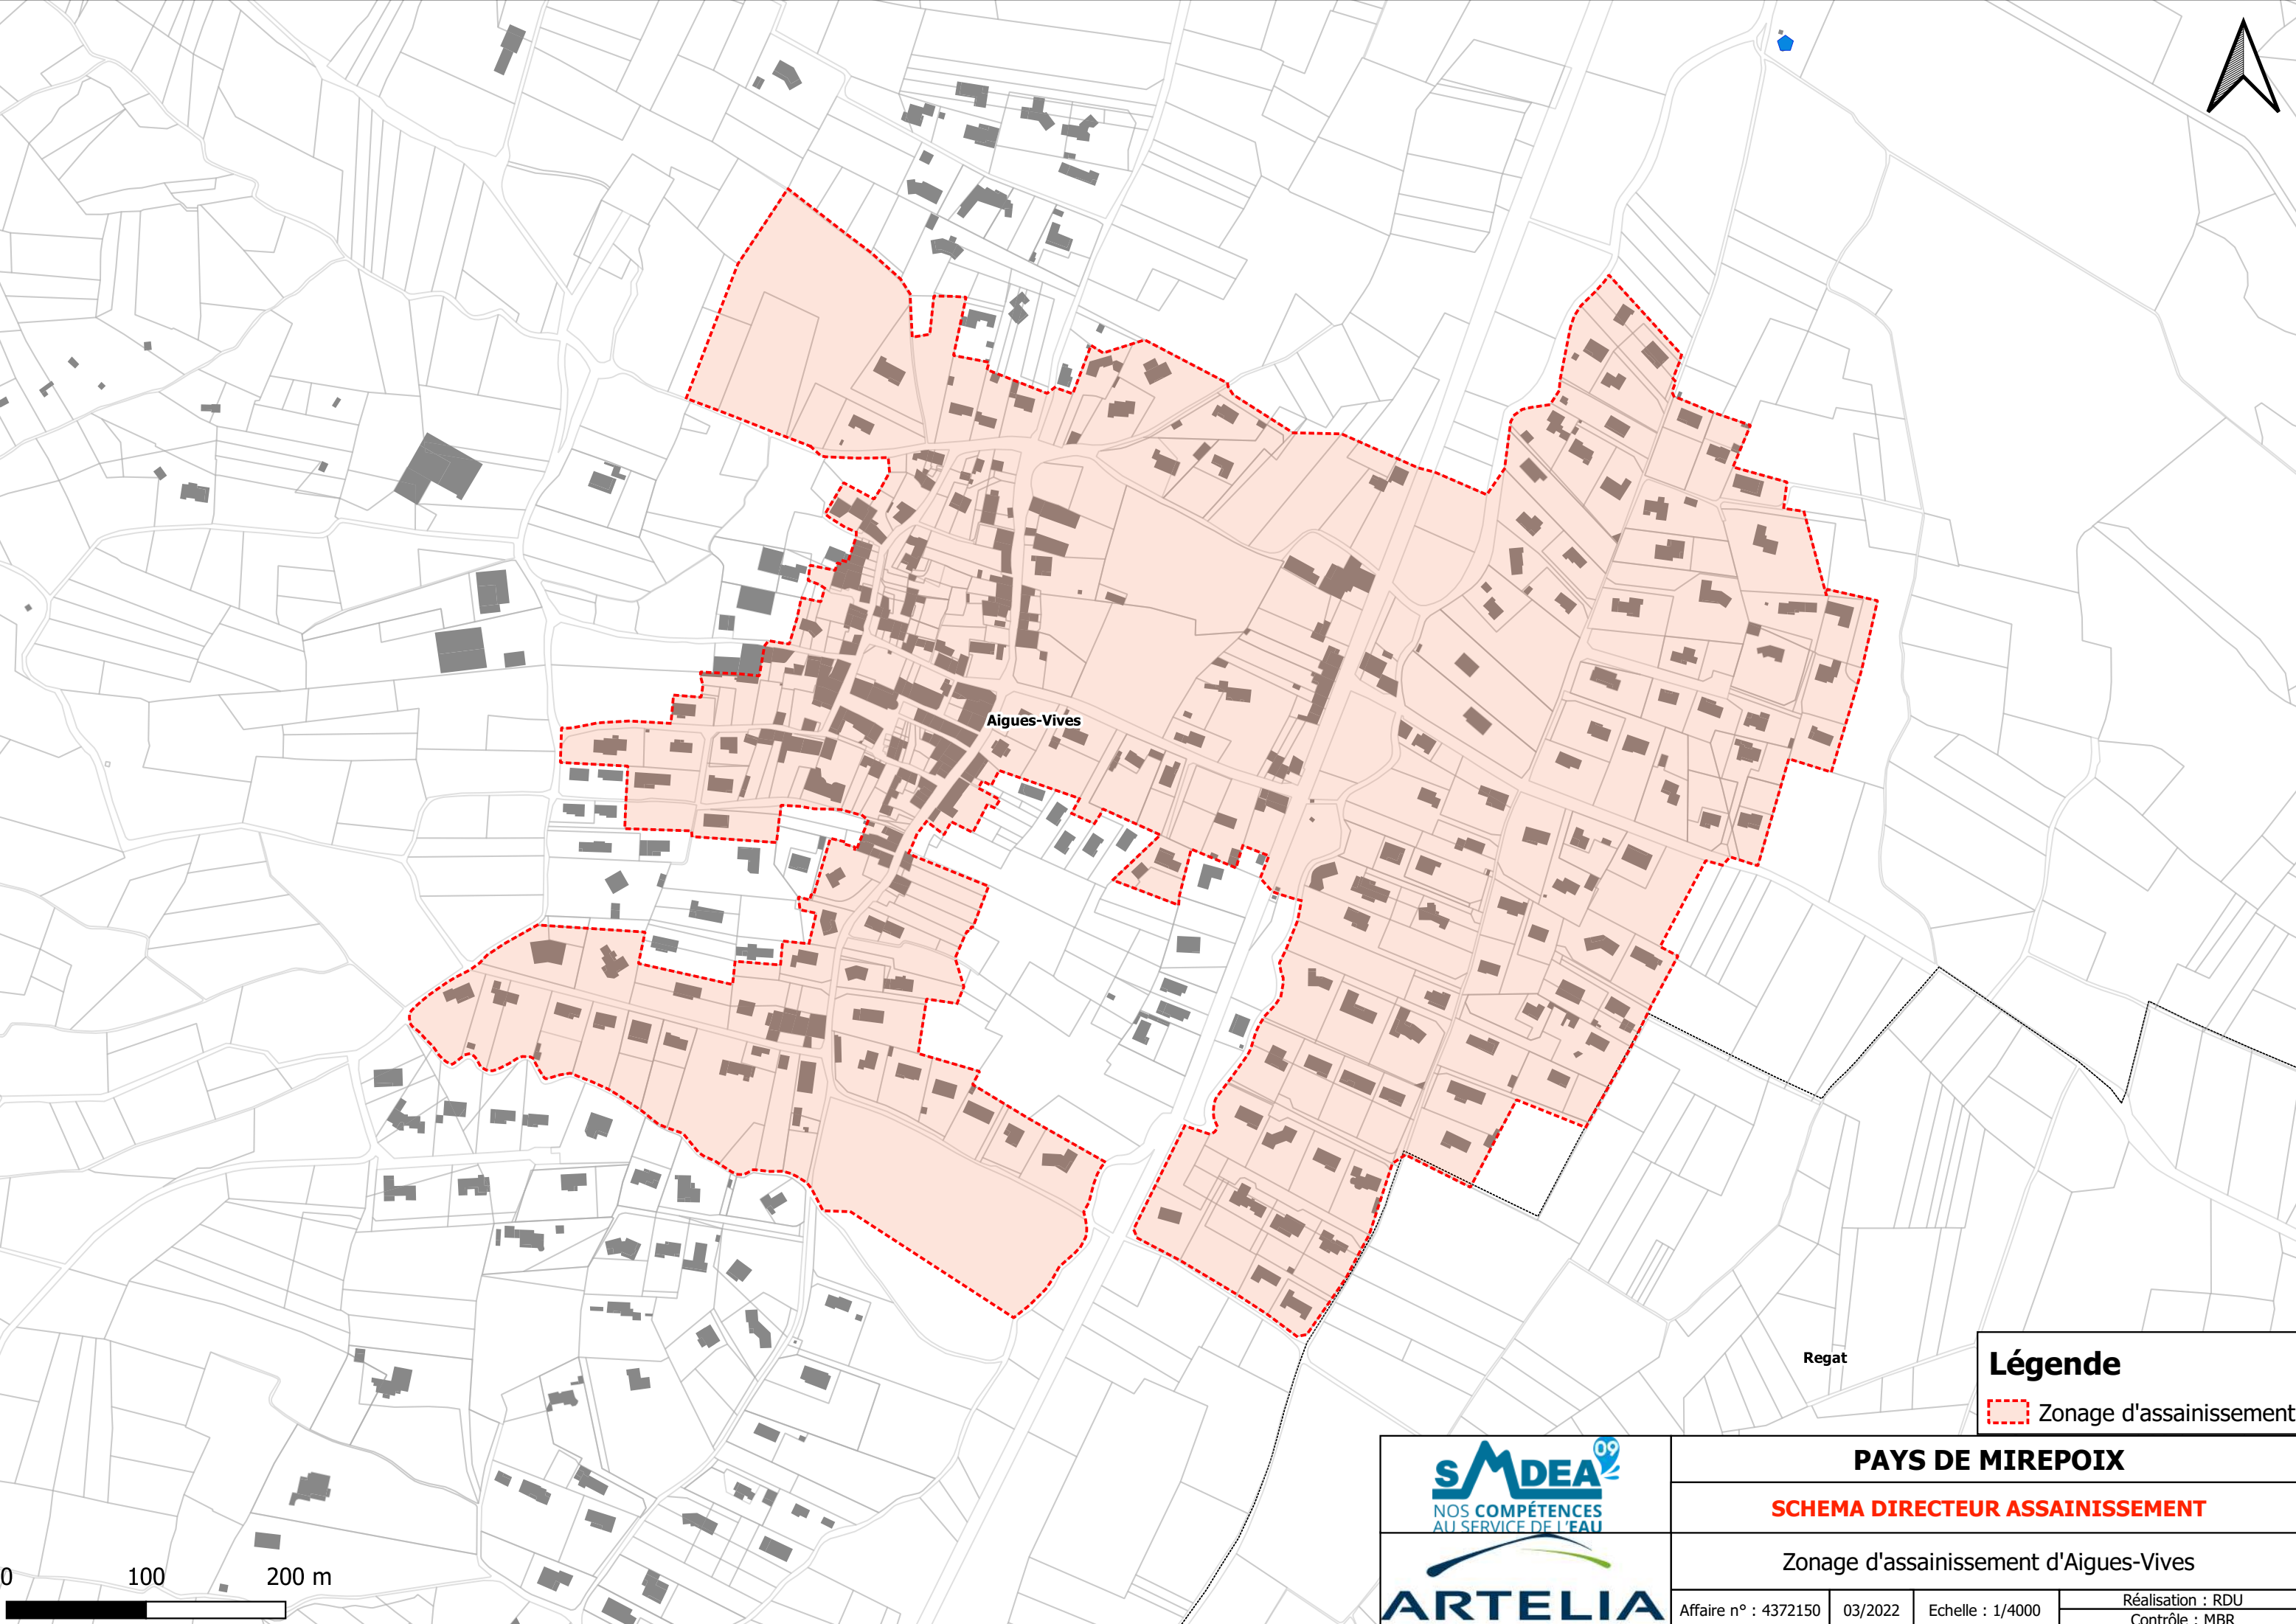 Aigues-Vives
Regat
Légende
Zonage d'assainissement
SMDEA 09
NOS COMPÉTENCES
AU SERVICE DE L'EAU
ARTELIA
PAYS DE MIREPOIX
SCHEMA DIRECTEUR ASSAINISSEMENT
Zonage d'assainissement d'Aigues-Vives
Affaire n° : 4372150
03/2022
Echelle : 1/4000
Réalisation : RDU
Contrôle : MBR
0 100 200 m